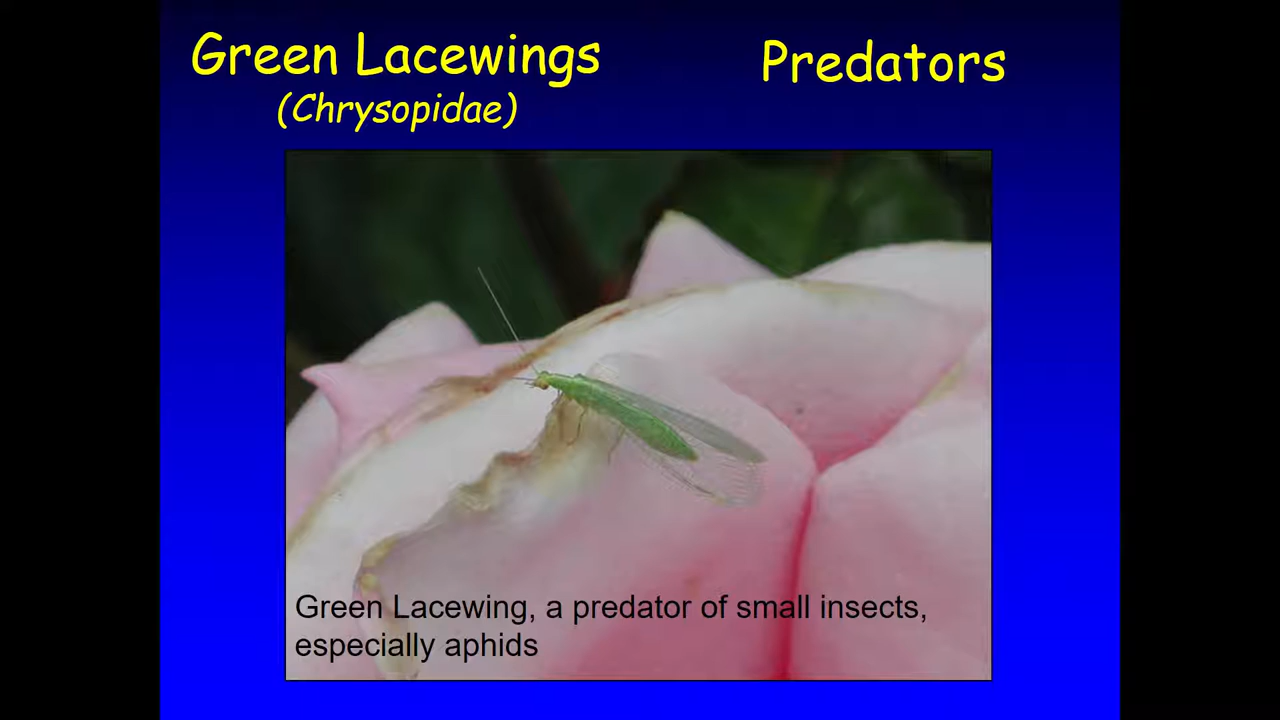 Green Lacewings
(Chrysopidae)
Predators
Green Lacewing, a predator of small insects,
especially aphids